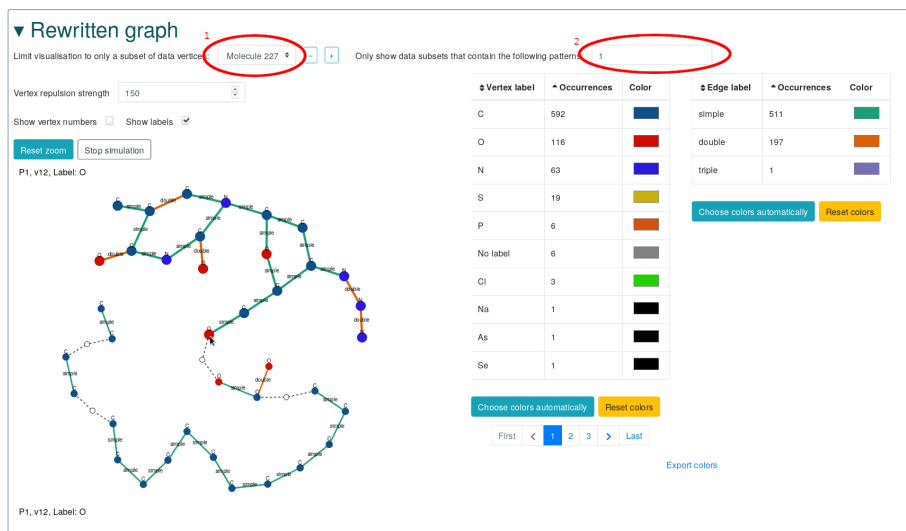 ▾ Rewritten graph
1
2
Limit visualisation to only a subset of data vertices: Molecule 227 - + Only show data subsets that contain the following patterns: 1
Vertex repulsion strength 150
Show vertex numbers Show labels
Reset zoom Stop simulation
P1, v12, Label: O
Vertex label Occurrences Color
C 592
O 116
N 63
S 19
P 6
No label 6
Cl 3
Na 1
As 1
Se 1
Choose colors automatically Reset colors
First < 1 2 3 > Last
Edge label Occurrences Color
simple 511
double 197
triple 1
Choose colors automatically Reset colors
Export colors
P1, v12, Label: O